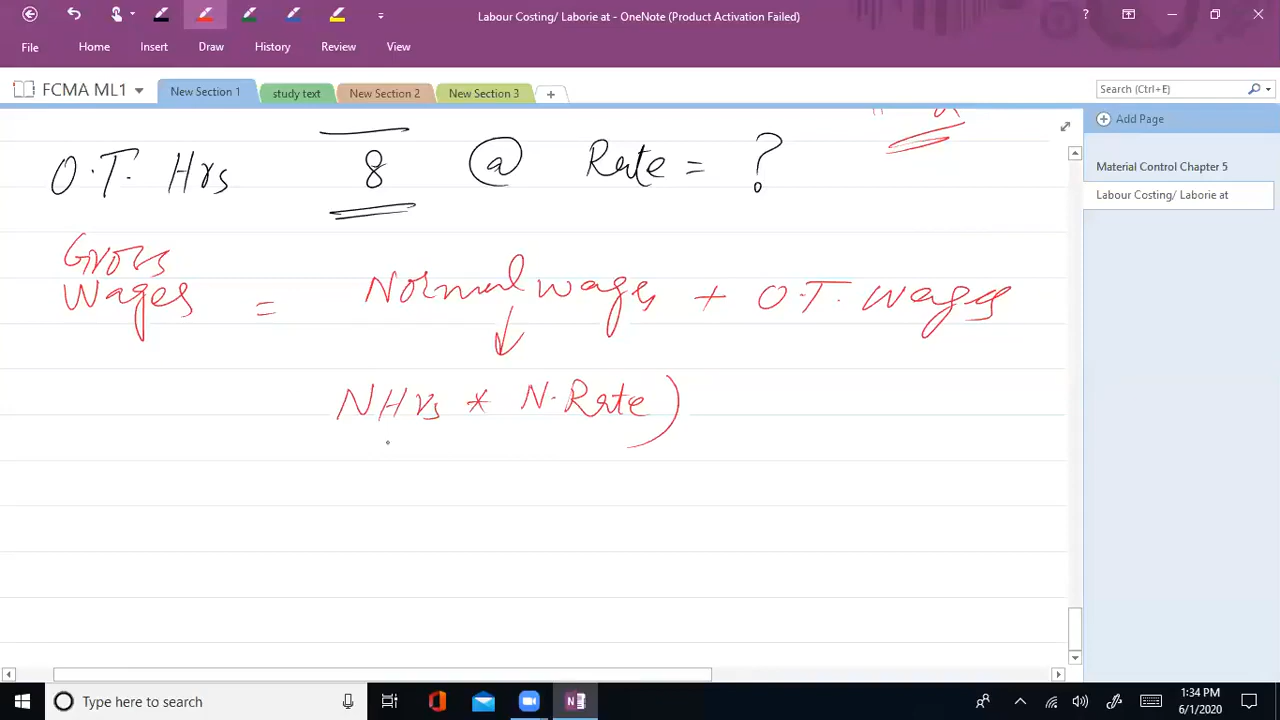 Labour Costing/ Laborie at - OneNote (Product Activation Failed)
File Home Insert Draw History Review View
FCMA ML1 New Section 1 study text New Section 2 New Section 3
Search (Ctrl+E)
Add Page
Material Control Chapter 5
Labour Costing/ Laborie at
O.T. Hrs 8 @ Rate = ?
Gross
Wages = Normal wages + O.T. wages
NHrs * N.Rate)
Type here to search
1:34 PM
6/1/2020